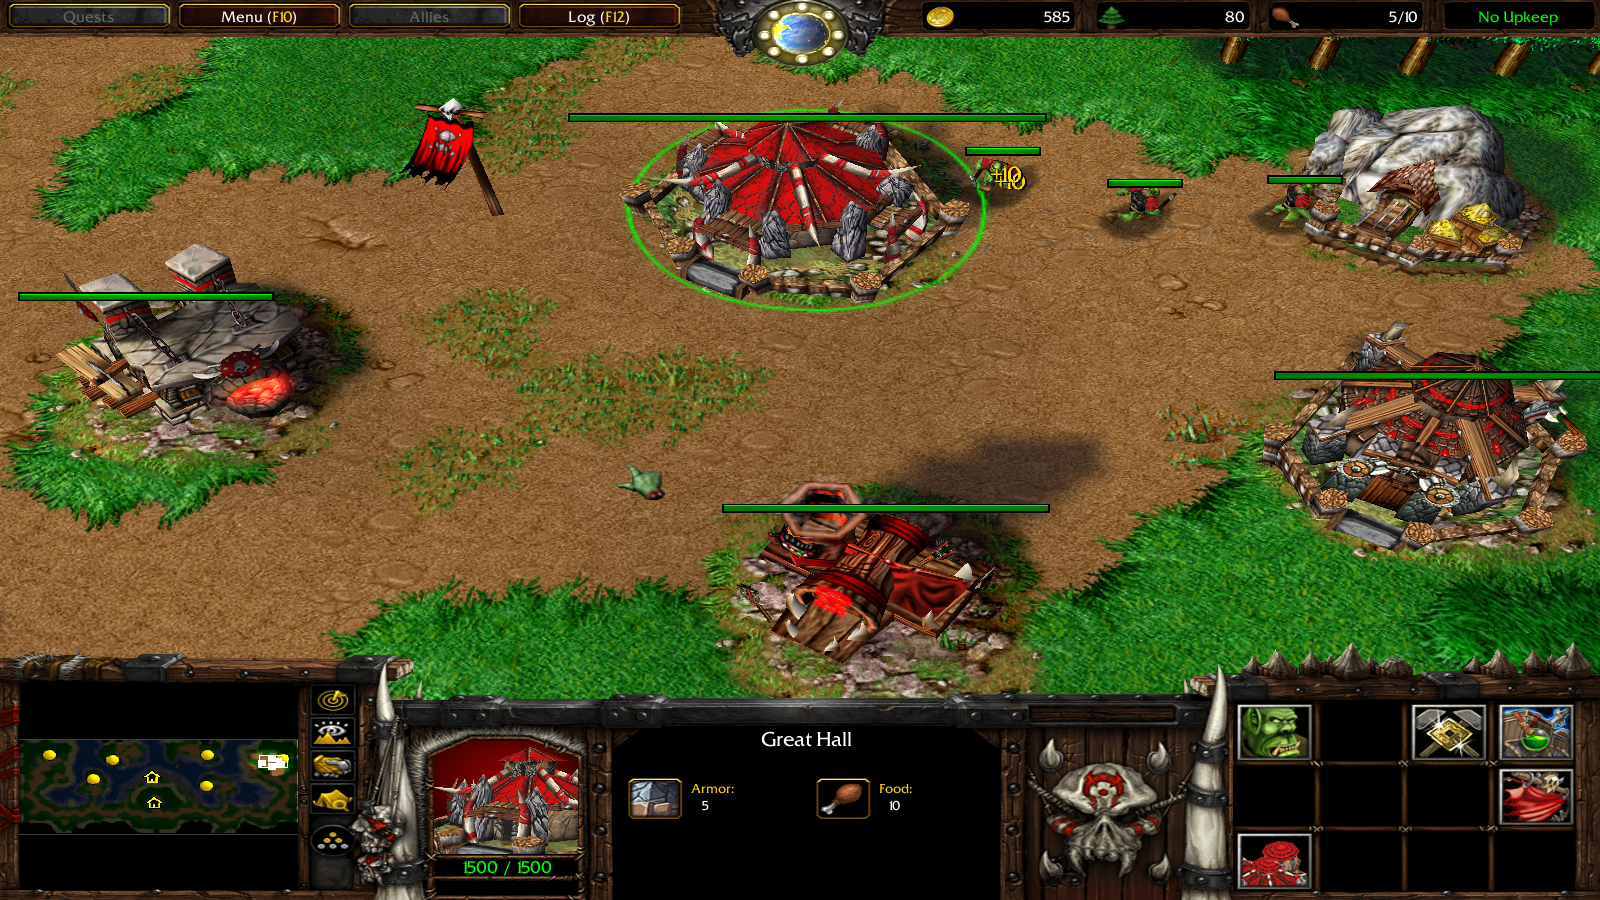 Quests
Menu (F10)
Allies
Log (F12)
585
80
5/10
No Upkeep
+10
Great Hall
Armor:
5
Food:
10
1500 / 1500